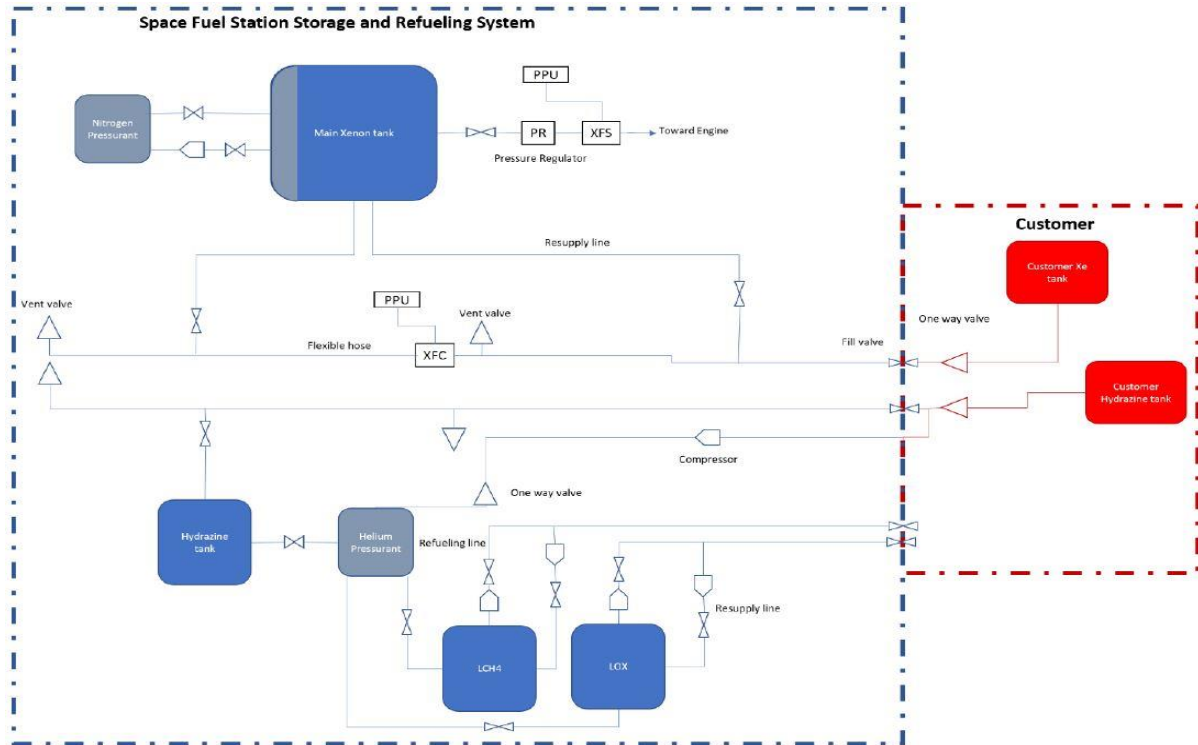 Space Fuel Station Storage and Refueling System
PPU
Nitrogen
Pressurant
Main Xenon tank
PR
XFS
Toward Engine
Pressure Regulator
Customer
Resupply line
Customer Xe
tank
PPU
Vent valve
Vent valve
One way valve
Flexible hose
XFC
Fill valve
Customer
Hydrazine tank
Compressor
One way valve
Hydrazine
tank
Helium
Pressurant
Refueling line
Resupply line
LCH4
LOX